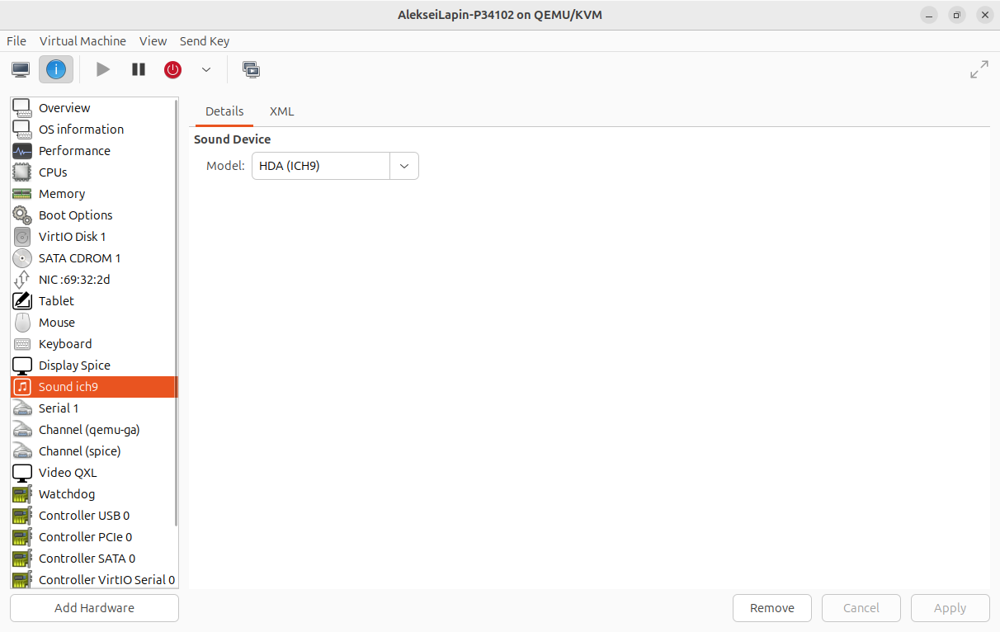 AlekseiLapin-P34102 on QEMU/KVM
File Virtual Machine View Send Key
Overview
OS information
Performance
CPUs
Memory
Boot Options
VirtIO Disk 1
SATA CDROM 1
NIC :69:32:2d
Tablet
Mouse
Keyboard
Display Spice
Sound ich9
Serial 1
Channel (qemu-ga)
Channel (spice)
Video QXL
Watchdog
Controller USB 0
Controller PCIe 0
Controller SATA 0
Controller VirtIO Serial 0
Add Hardware
Details XML
Sound Device
Model: HDA (ICH9)
Remove Cancel Apply